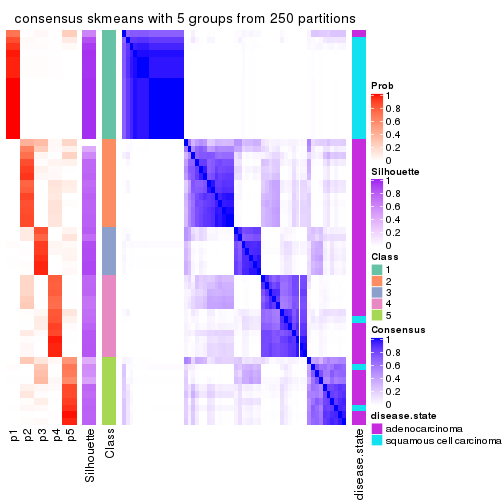 consensus skmeans with 5 groups from 250 partitions
Prob
1
0.8
0.6
0.4
0.2
0
Silhouette
1
0.8
0.6
0.4
0.2
0
Class
1
2
3
4
5
Consensus
1
0.8
0.6
0.4
0.2
0
disease.state
adenocarcinoma
squamous cell carcinoma
p1
p2
p3
p4
p5
Silhouette
Class
disease.state